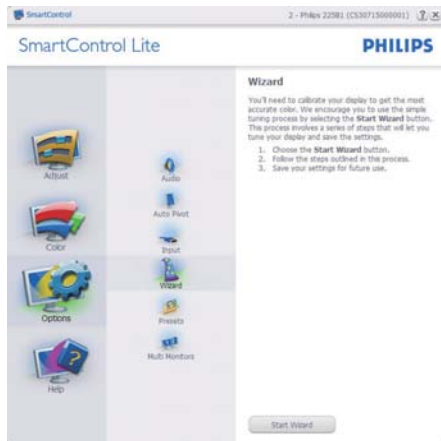 SmartControl
2 - Philips 225B1 (CS30715000001)
SmartControl Lite
PHILIPS
Adjust
Color
Options
Help
Audio
Auto Pivot
Input
Wizard
Presets
Multi Monitors
Wizard
You'll need to calibrate your display to get the most
accurate color. We encourage you to use the simple
tuning process by selecting the Start Wizard button.
This process involves a series of steps that will let you
tune your display and save the settings.
1. Choose the Start Wizard button.
2. Follow the steps outlined in the process.
3. Save your settings for future use.
Start Wizard